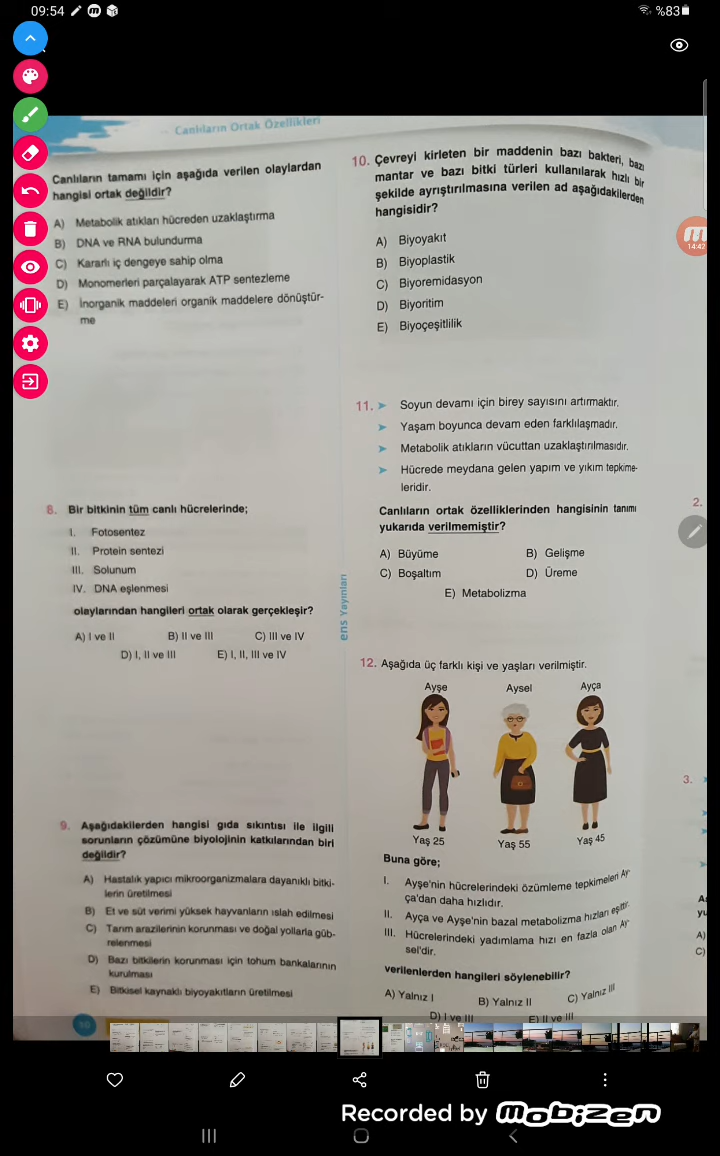 09:54
%83
Canlıların Ortak Özellikleri
Canlıların tamamı için aşağıda verilen olaylardan
hangisi ortak değildir?
A) Metabolik atıkları hücreden uzaklaştırma
B) DNA ve RNA bulundurma
C) Kararlı iç dengeye sahip olma
D) Monomerleri parçalayarak ATP sentezleme
E) İnorganik maddeleri organik maddelere dönüştür-
me
8. Bir bitkinin tüm canlı hücrelerinde;
I. Fotosentez
II. Protein sentezi
III. Solunum
IV. DNA eşlenmesi
olaylarından hangileri ortak olarak gerçekleşir?
A) I ve II B) II ve III C) III ve IV
D) I, II ve III E) I, II, III ve IV
9. Aşağıdakilerden hangisi gıda sıkıntısı ile ilgili
sorunların çözümüne biyolojinin katkılarından biri
değildir?
A) Hastalık yapıcı mikroorganizmalara dayanıklı bitki-
lerin üretilmesi
B) Et ve süt verimi yüksek hayvanların ıslah edilmesi
C) Tarım arazilerinin korunması ve doğal yollarla güb-
relenmesi
D) Bazı bitkilerin korunması için tohum bankalarının
kurulması
E) Bitkisel kaynaklı biyoyakıtların üretilmesi
10
ens Yayınları
10. Çevreyi kirleten bir maddenin bazı bakteri, bazı
mantar ve bazı bitki türleri kullanılarak hızlı bir
şekilde ayrıştırılmasına verilen ad aşağıdakilerden
hangisidir?
A) Biyoyakıt
B) Biyoplastik
C) Biyoremidasyon
D) Biyoritim
E) Biyoçeşitlilik
11. ➤ Soyun devamı için birey sayısını artırmaktır.
➤ Yaşam boyunca devam eden farklılaşmadır.
➤ Metabolik atıkların vücuttan uzaklaştırılmasıdır.
➤ Hücrede meydana gelen yapım ve yıkım tepkime-
leridir.
Canlıların ortak özelliklerinden hangisinin tanımı
yukarıda verilmemiştir?
A) Büyüme B) Gelişme
C) Boşaltım D) Üreme
E) Metabolizma
12. Aşağıda üç farklı kişi ve yaşları verilmiştir.
Ayşe Aysel Ayça
Yaş 25 Yaş 55 Yaş 45
Buna göre;
I. Ayşe'nin hücrelerindeki özümleme tepkimeleri Ay-
ça'dan daha hızlıdır.
II. Ayça ve Ayşe'nin bazal metabolizma hızları eşittir.
III. Hücrelerindeki yadımlama hızı en fazla olan Ay-
sel'dir.
verilenlerden hangileri söylenebilir?
A) Yalnız I B) Yalnız II C) Yalnız III
D) I ve III E) II ve III
14:42
2.
3.
A)
C)
Recorded by mobizen